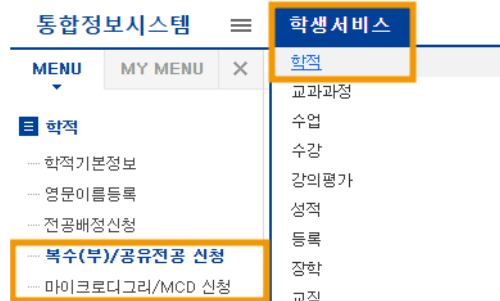 통합정보시스템
MENU MY MENU
학적
학적기본정보
영문이름등록
전공배정신청
복수(부)/공유전공 신청
마이크로디그리/MCD 신청
학생서비스
학적
교과과정
수업
수강
강의평가
성적
등록
장학
교직